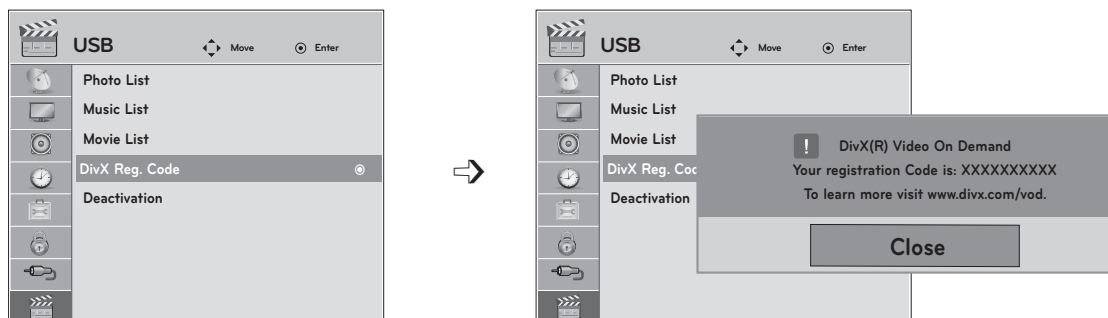 USB Move Enter
Photo List
Music List
Movie List
DivX Reg. Code
Deactivation
USB Move Enter
Photo List
Music List
Movie List
DivX Reg. Cod
Deactivation
! DivX(R) Video On Demand
Your registration Code is: XXXXXXXXXX
To learn more visit www.divx.com/vod.
Close